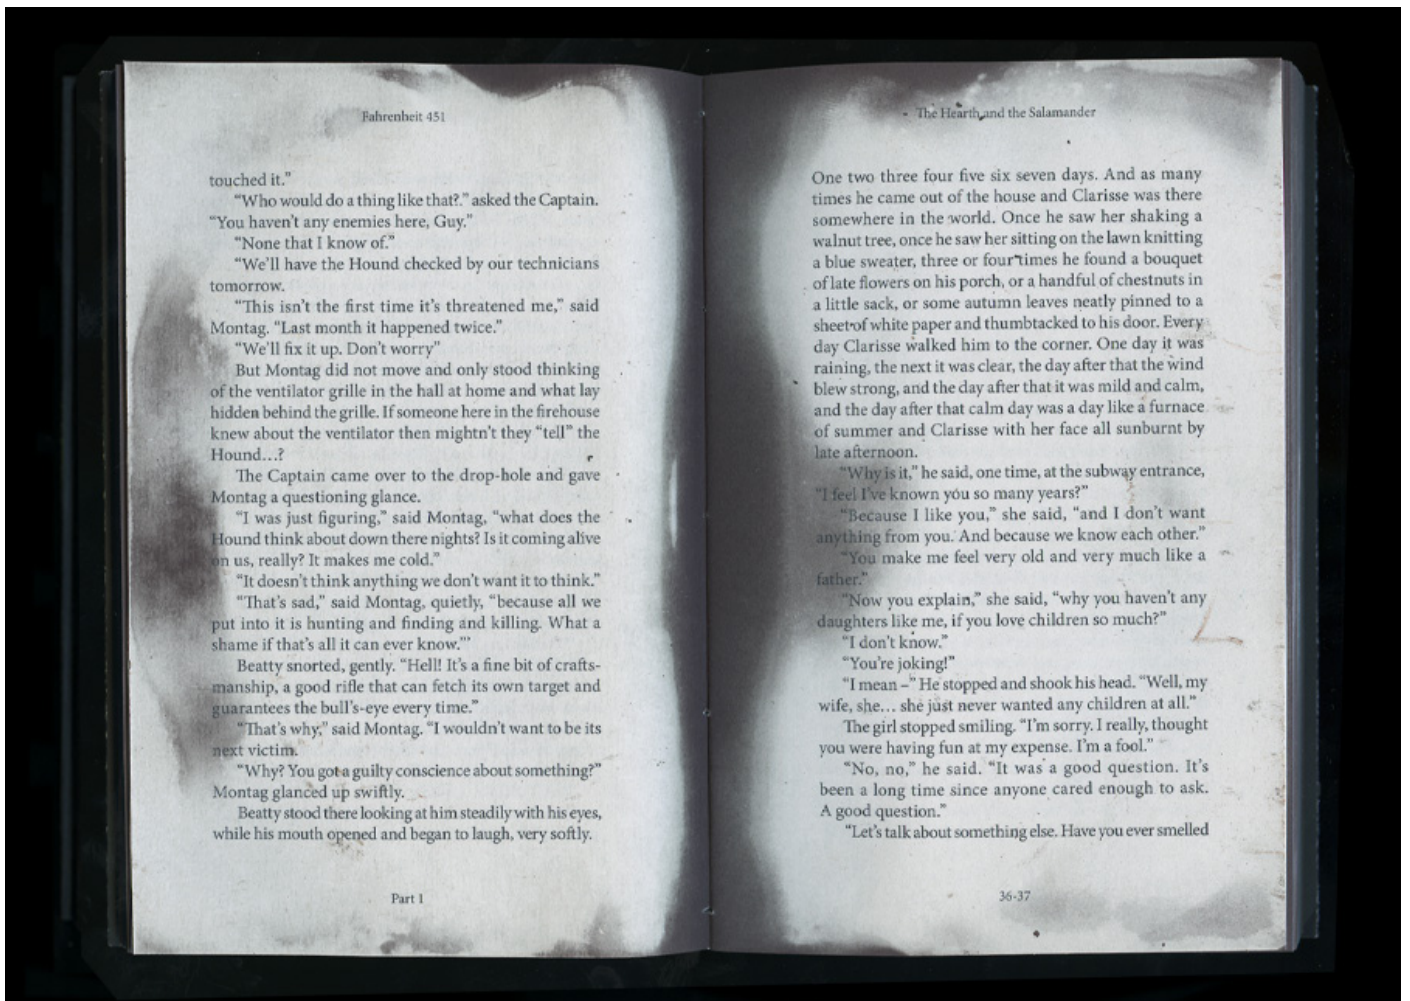 Fahrenheit 451
touched it.”
“Who would do a thing like that?.” asked the Captain.
“You haven’t any enemies here, Guy.”
“None that I know of.”
“We’ll have the Hound checked by our technicians
tomorrow.
“This isn’t the first time it’s threatened me,” said
Montag. “Last month it happened twice.”
“We’ll fix it up. Don’t worry”
But Montag did not move and only stood thinking
of the ventilator grille in the hall at home and what lay
hidden behind the grille. If someone here in the firehouse
knew about the ventilator then mightn’t they “tell” the
Hound...?
The Captain came over to the drop-hole and gave
Montag a questioning glance.
“I was just figuring,” said Montag, “what does the
Hound think about down there nights? Is it coming alive
on us, really? It makes me cold.”
“It doesn’t think anything we don’t want it to think.”
“That’s sad,” said Montag, quietly, “because all we
put into it is hunting and finding and killing. What a
shame if that’s all it can ever know.”’
Beatty snorted, gently. “Hell! It’s a fine bit of crafts-
manship, a good rifle that can fetch its own target and
guarantees the bull’s-eye every time.”
“That’s why,” said Montag. “I wouldn’t want to be its
next victim.
“Why? You got a guilty conscience about something?”
Montag glanced up swiftly.
Beatty stood there looking at him steadily with his eyes,
while his mouth opened and began to laugh, very softly.
Part 1
The Hearth and the Salamander
One two three four five six seven days. And as many
times he came out of the house and Clarisse was there
somewhere in the world. Once he saw her shaking a
walnut tree, once he saw her sitting on the lawn knitting
a blue sweater, three or four times he found a bouquet
of late flowers on his porch, or a handful of chestnuts in
a little sack, or some autumn leaves neatly pinned to a
sheet of white paper and thumbtacked to his door. Every
day Clarisse walked him to the corner. One day it was
raining, the next it was clear, the day after that the wind
blew strong, and the day after that it was mild and calm,
and the day after that calm day was a day like a furnace
of summer and Clarisse with her face all sunburnt by
late afternoon.
“Why is it,” he said, one time, at the subway entrance,
“I feel I’ve known you so many years?”
“Because I like you,” she said, “and I don’t want
anything from you. And because we know each other.”
“You make me feel very old and very much like a
father.”
“Now you explain,” she said, “why you haven’t any
daughters like me, if you love children so much?”
“I don’t know.”
“You’re joking!”
“I mean –” He stopped and shook his head. “Well, my
wife, she... she just never wanted any children at all.”
The girl stopped smiling. “I’m sorry. I really, thought
you were having fun at my expense. I’m a fool.”
“No, no,” he said. “It was a good question. It’s
been a long time since anyone cared enough to ask.
A good question.”
“Let’s talk about something else. Have you ever smelled
36-37